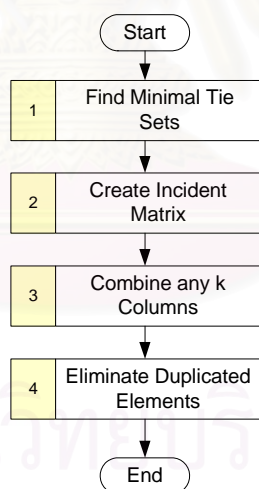 Start
1
Find Minimal Tie
Sets
2
Create Incident
Matrix
3
Combine any k
Columns
4
Eliminate Duplicated
Elements
End